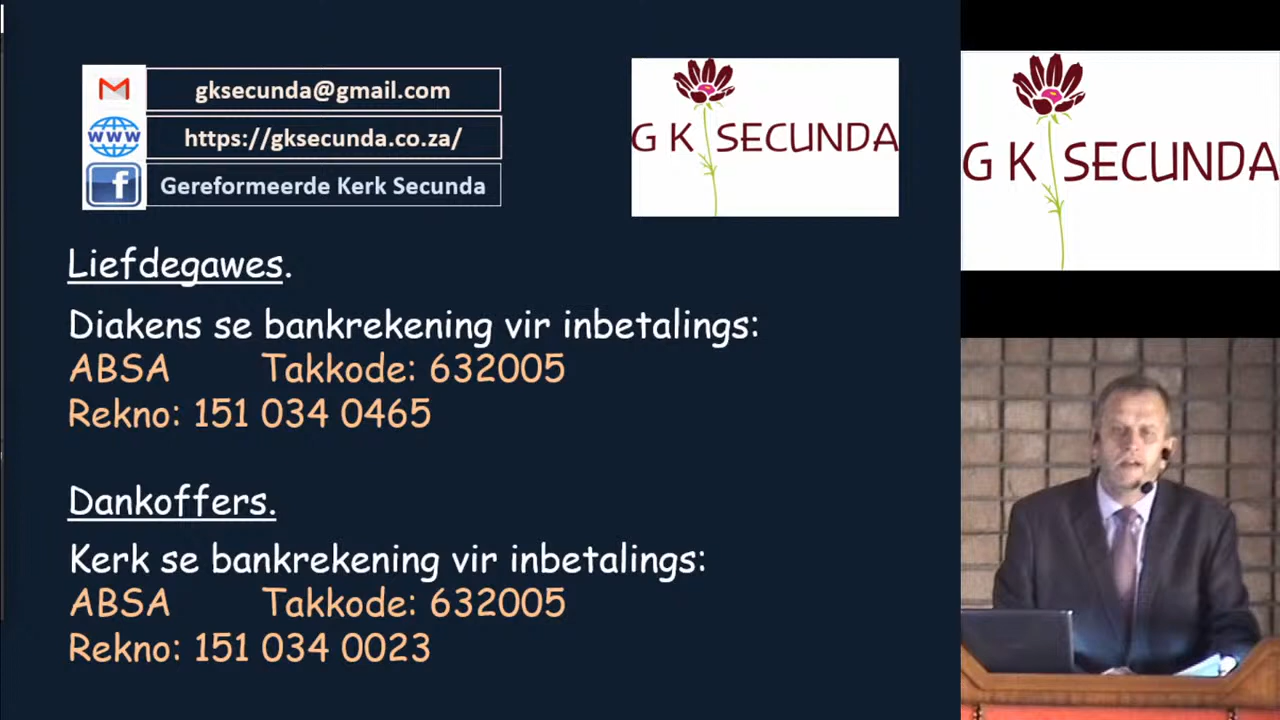 gksecunda@gmail.com
www
https://gksecunda.co.za/
f
Gereformeerde Kerk Secunda
G K SECUNDA
G K SECUNDA
Liefdegawes.
Diakens se bankrekening vir inbetalings:
ABSA Takkode: 632005
Rekno: 151 034 0465
Dankoffers.
Kerk se bankrekening vir inbetalings:
ABSA Takkode: 632005
Rekno: 151 034 0023